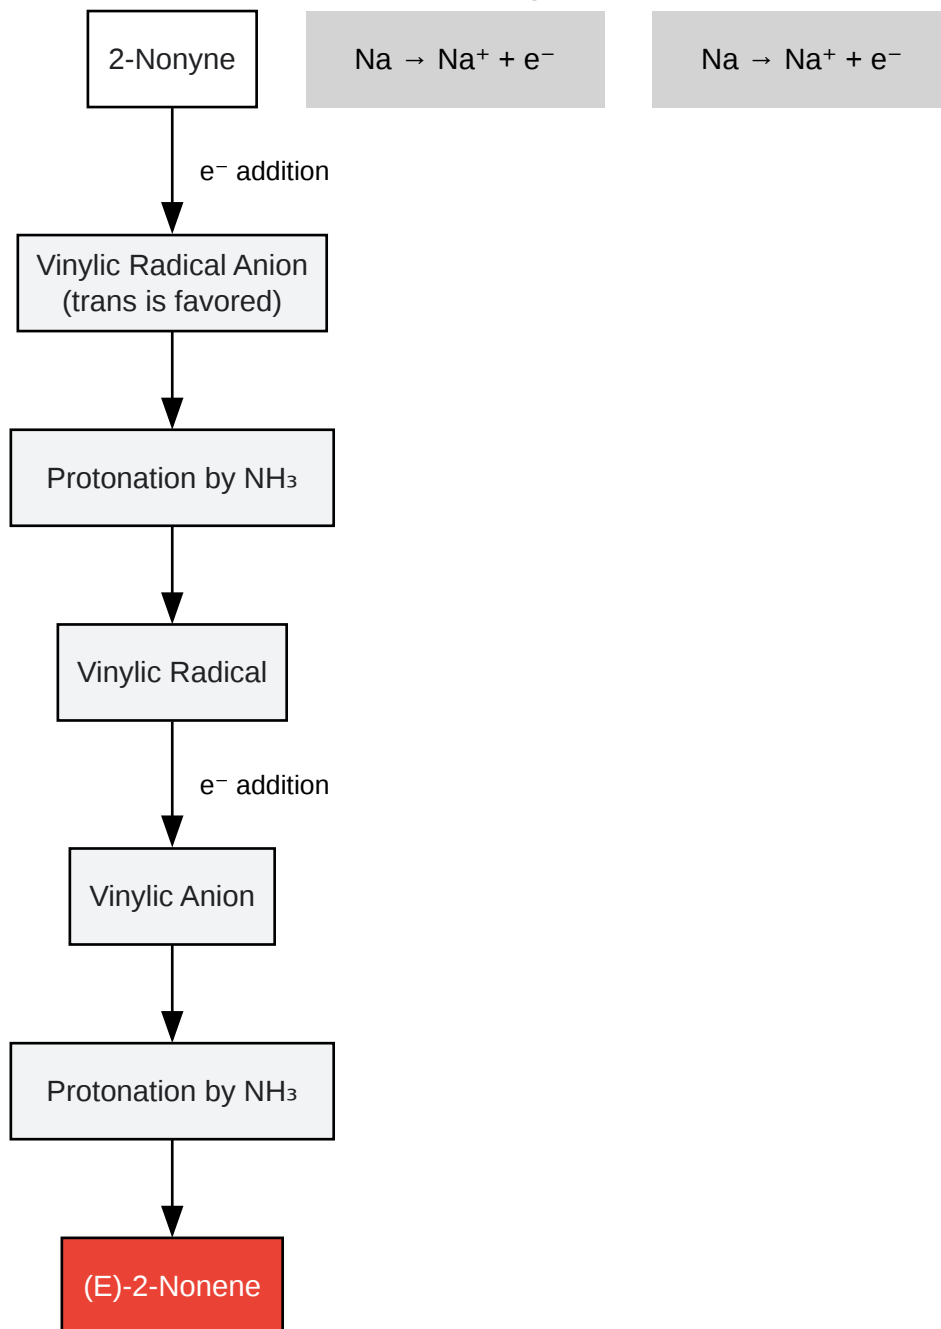 2-Nonyne
Na → Na⁺ + e⁻
Na → Na⁺ + e⁻
e⁻ addition
Vinylic Radical Anion
(trans is favored)
Protonation by NH₃
Vinylic Radical
e⁻ addition
Vinylic Anion
Protonation by NH₃
(E)-2-Nonene